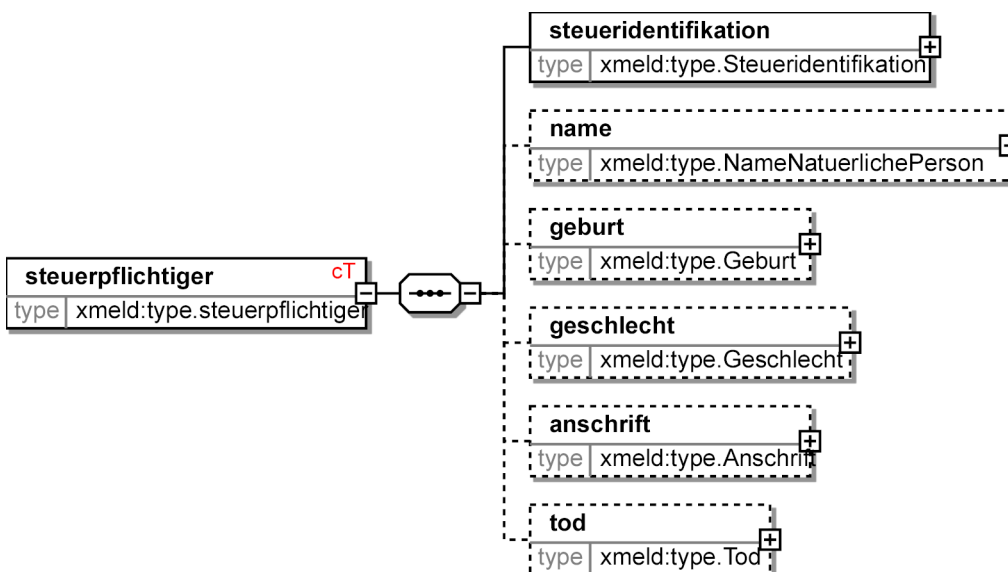 steueridentifikation
type xmeld:type.Steueridentifikation
name
type xmeld:type.NameNatuerlichePerson
geburt
type xmeld:type.Geburt
steuerpflichtiger cT
type xmeld:type.steuerpflichtiger
geschlecht
type xmeld:type.Geschlecht
anschrift
type xmeld:type.Anschrift
tod
type xmeld:type.Tod